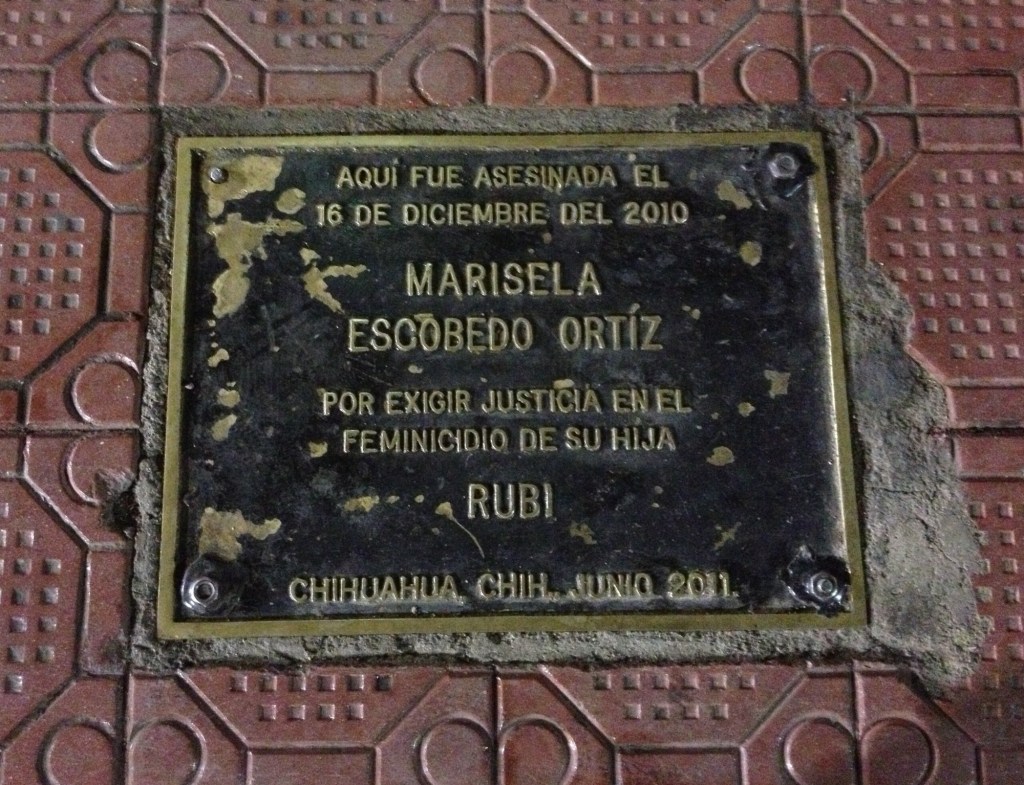 AQUÍ FUE ASESINADA EL
16 DE DICIEMBRE DEL 2010
MARISELA
ESCOBEDO ORTÍZ
POR EXIGIR JUSTICIA EN EL
FEMINICIDIO DE SU HIJA
RUBI
CHIHUAHUA, CHIH., JUNIO 2011.